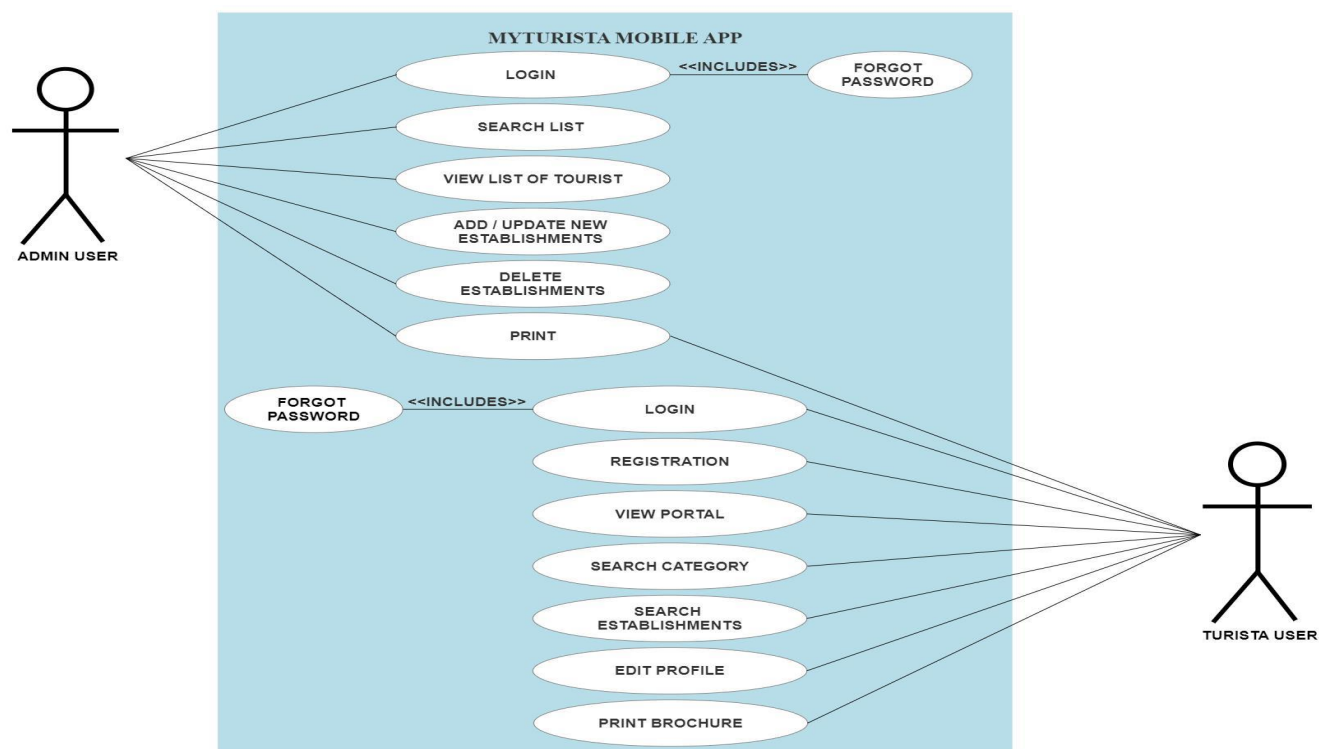 MYTURISTA MOBILE APP
LOGIN
<<INCLUDES>>
FORGOT
PASSWORD
SEARCH LIST
VIEW LIST OF TOURIST
ADD / UPDATE NEW
ESTABLISHMENTS
DELETE
ESTABLISHMENTS
PRINT
ADMIN USER
FORGOT
PASSWORD
<<INCLUDES>>
LOGIN
REGISTRATION
VIEW PORTAL
SEARCH CATEGORY
SEARCH
ESTABLISHMENTS
EDIT PROFILE
PRINT BROCHURE
TURISTA USER